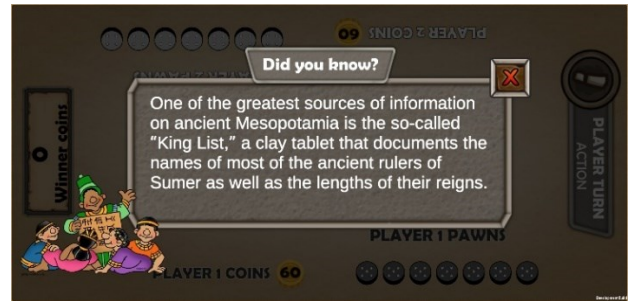 PLAYER 2 COINS 60
Did you know?
One of the greatest sources of information
on ancient Mesopotamia is the so-called
"King List," a clay tablet that documents the
names of most of the ancient rulers of
Sumer as well as the lengths of their reigns.
0
Winner coins
PLAYER TURN
ACTION
PLAYER 1 PAWNS
PLAYER 1 COINS 60